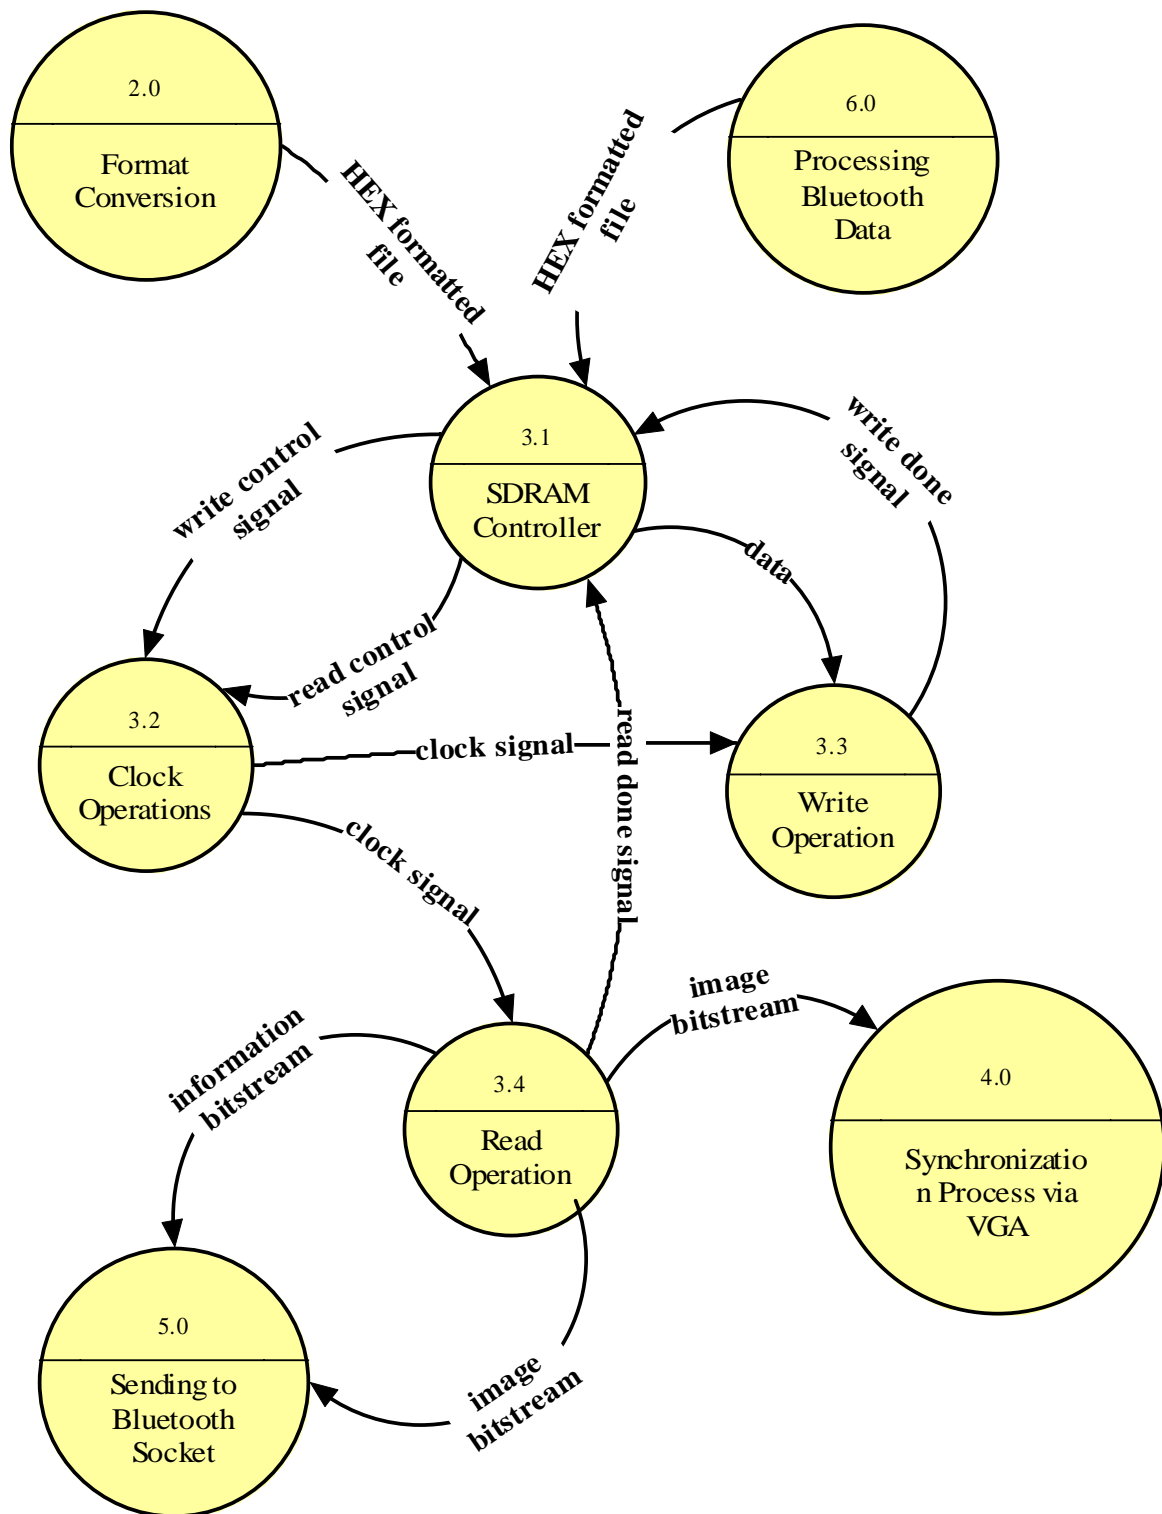 2.0
Format
Conversion
6.0
Processing
Bluetooth
Data
HEX formatted
file
HEX formatted
file
3.1
SDRAM
Controller
write control
signal
write done
signal
data
read control
signal
3.2
Clock
Operations
clock signal
read done signal
3.3
Write
Operation
clock signal
image
bitstream
information
bitstream
3.4
Read
Operation
4.0
Synchronizatio
n Process via
VGA
5.0
Sending to
Bluetooth
Socket
image
bitstream